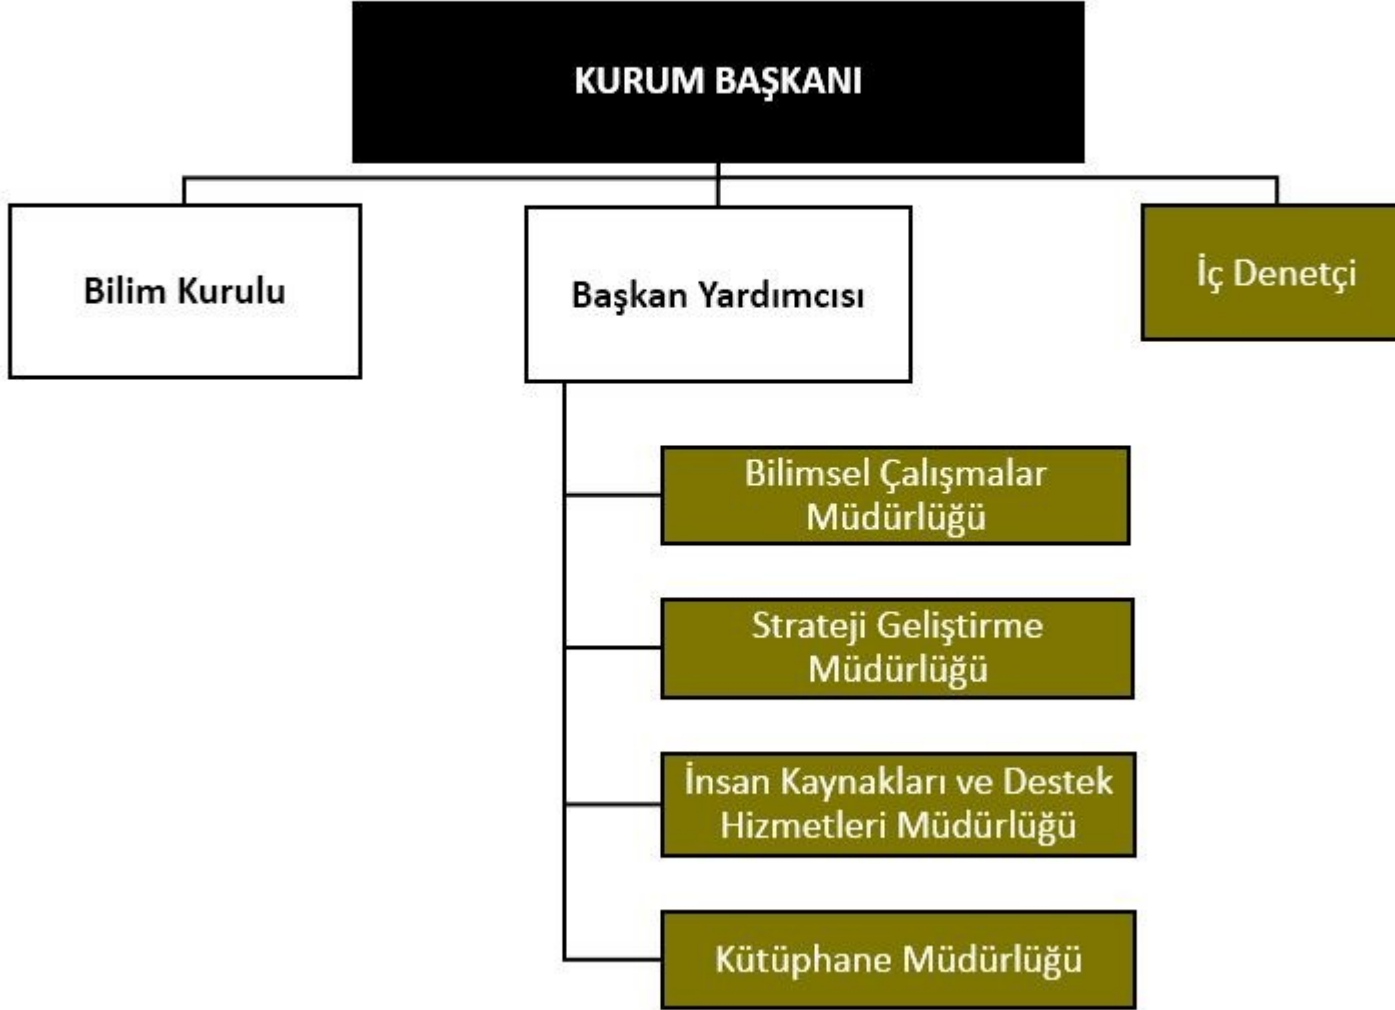 KURUM BAŞKANI
Bilim Kurulu
Başkan Yardımcısı
İç Denetçi
Bilimsel Çalışmalar
Müdürlüğü
Strateji Geliştirme
Müdürlüğü
İnsan Kaynakları ve Destek
Hizmetleri Müdürlüğü
Kütüphane Müdürlüğü